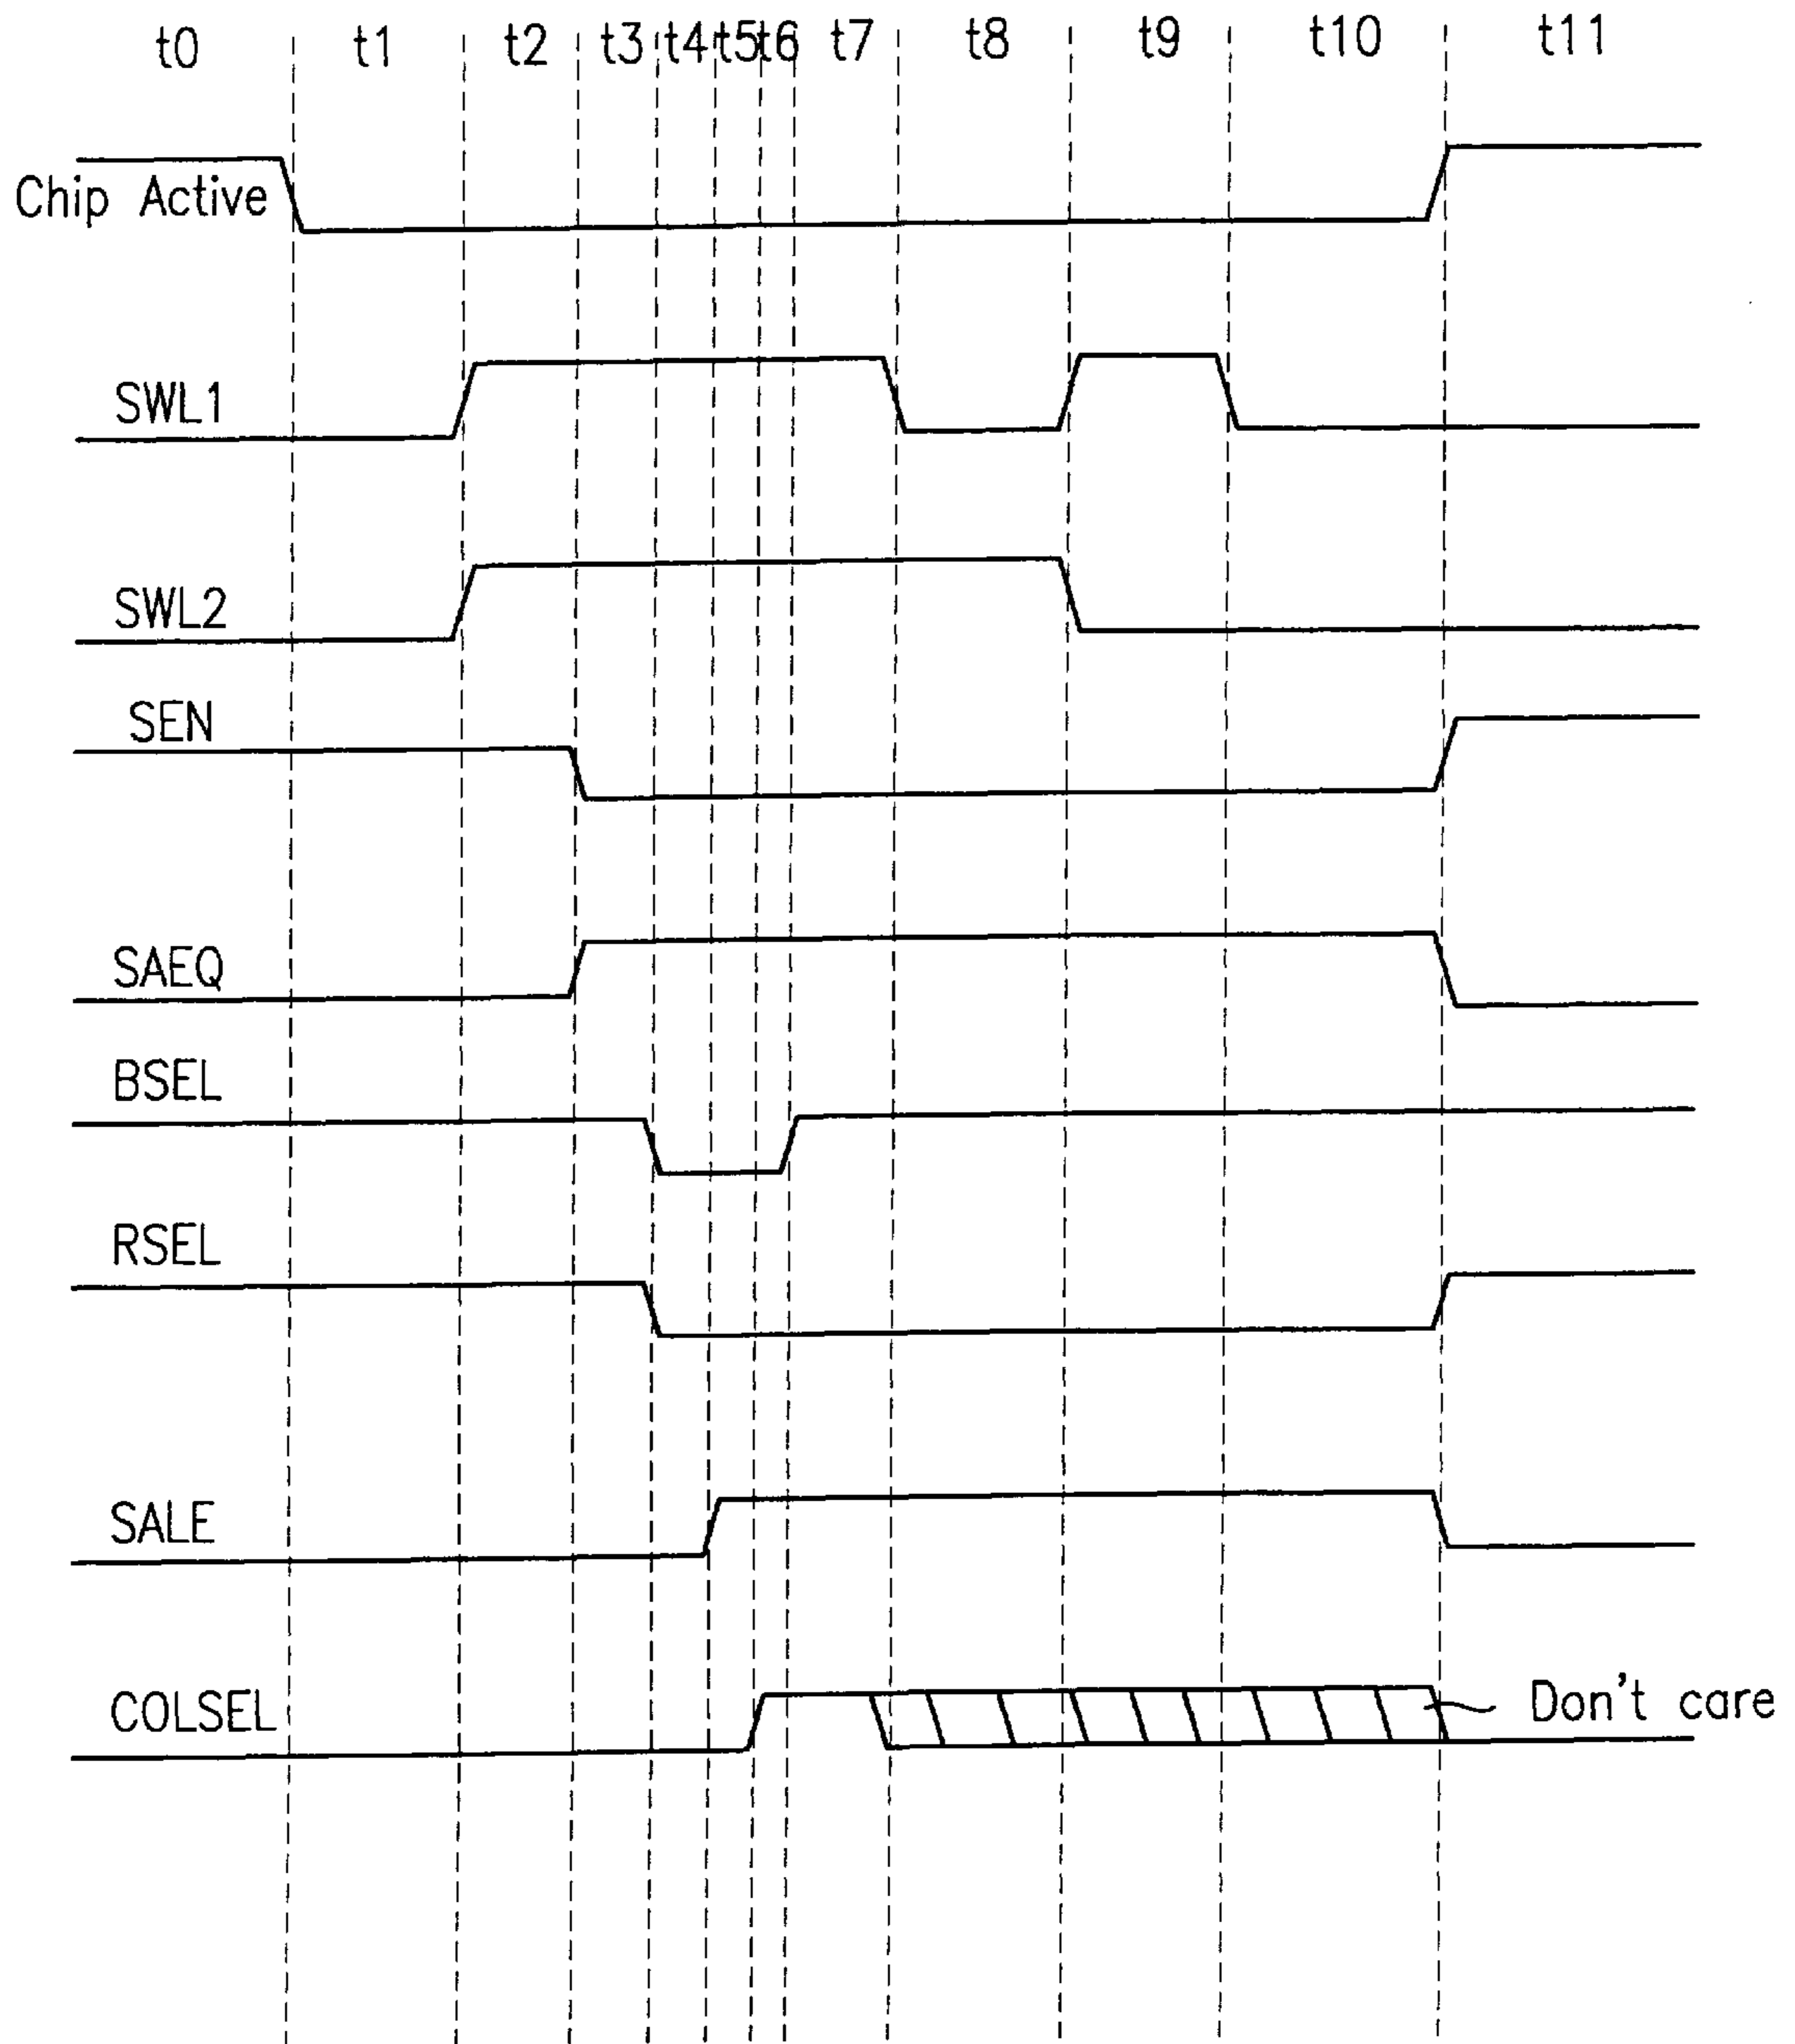 t0 t1 t2 t3 t4 t5 t6 t7 t8 t9 t10 t11
Chip Active
SWL1
SWL2
SEN
SAEQ
BSEL
RSEL
SALE
COLSEL
Don't care